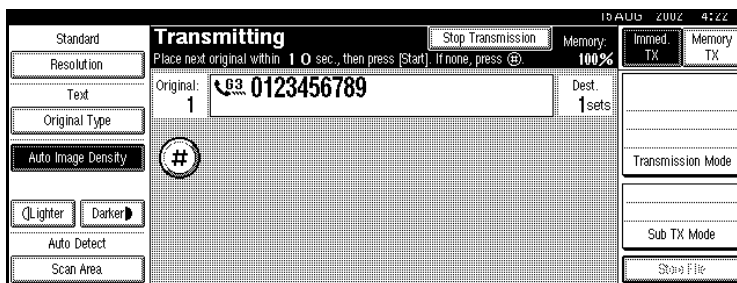 15 AUG 2002 4:22
Standard
Resolution
Text
Original Type
Auto Image Density
Lighter Darker
Auto Detect
Scan Area
Transmitting
Stop Transmission
Place next original within 10 sec., then press [Start]. If none, press (#).
Memory:
100%
Original:
1
G3 0123456789
Dest.
1sets
#
Immed. TX
Memory TX
Transmission Mode
Sub TX Mode
Store File